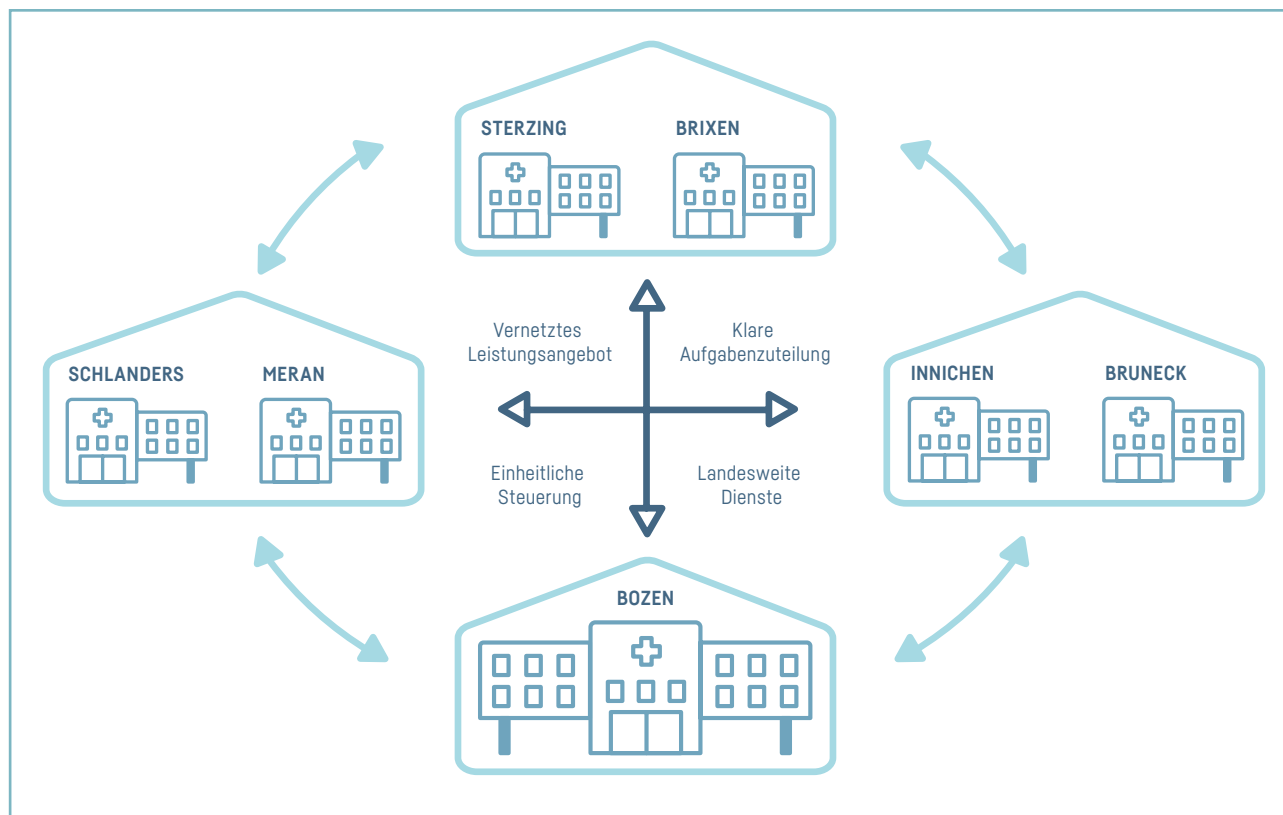 STERZING
BRIXEN
SCHLANDERS
MERAN
Vernetztes
Leistungsangebot
Klare
Aufgabenzuteilung
INNICHEN
BRUNECK
Einheitliche
Steuerung
Landesweite
Dienste
BOZEN